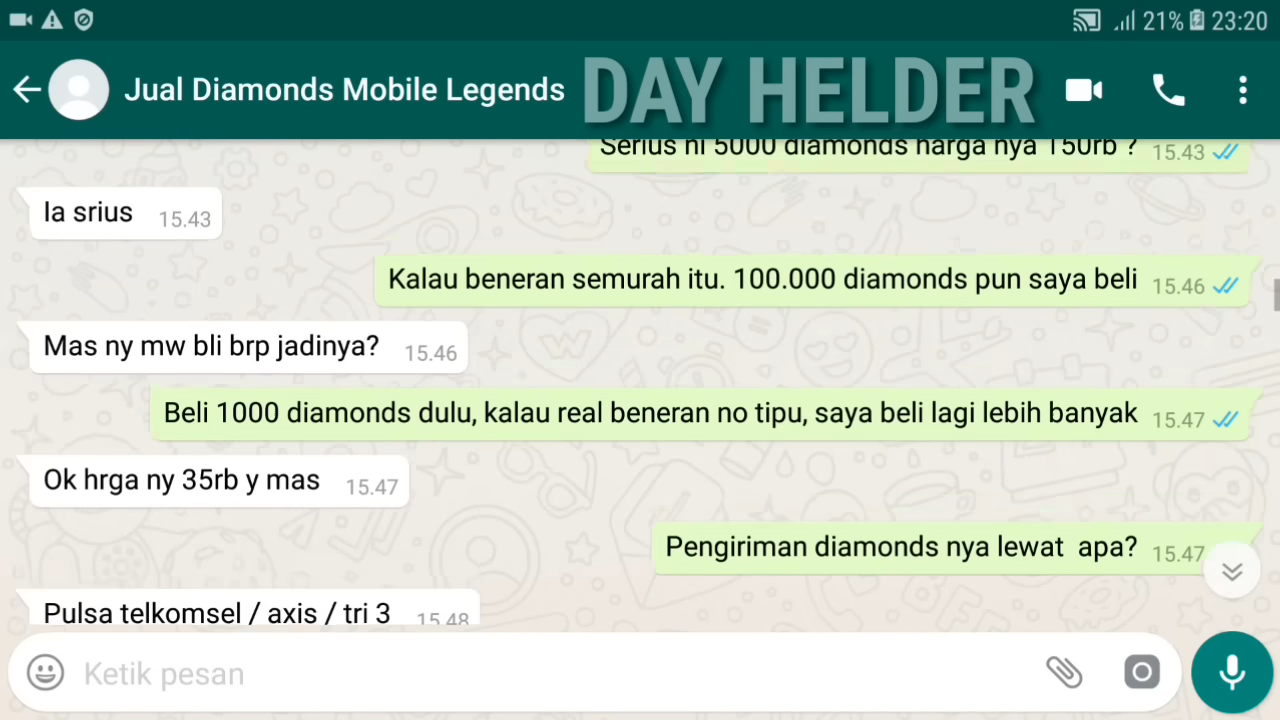 21% 23:20
Jual Diamonds Mobile Legends DAY HELDER
Serius ni 5000 diamonds harga nya 150rb ? 15.43
Ia srius 15.43
Kalau beneran semurah itu. 100.000 diamonds pun saya beli 15.46
Mas ny mw bli brp jadinya? 15.46
Beli 1000 diamonds dulu, kalau real beneran no tipu, saya beli lagi lebih banyak 15.47
Ok hrga ny 35rb y mas 15.47
Pengiriman diamonds nya lewat apa? 15.47
Pulsa telkomsel / axis / tri 3 15.48
Ketik pesan